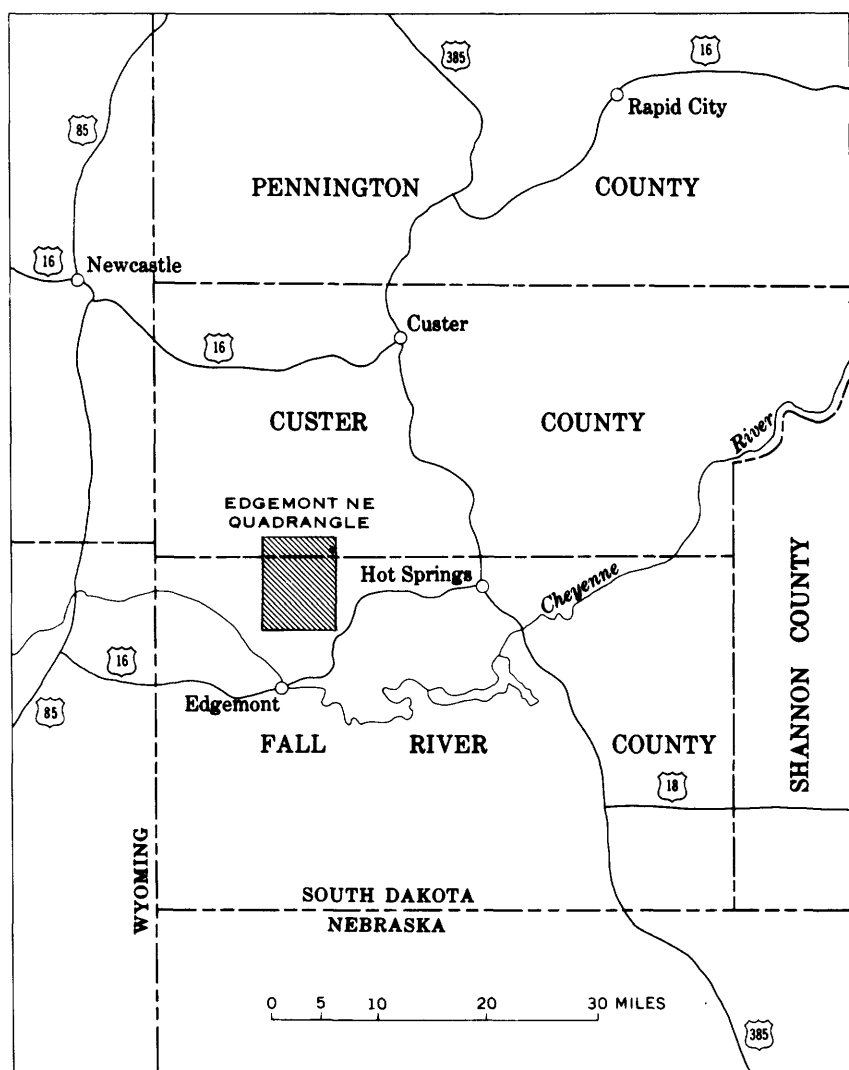 385
16
Rapid City
85
PENNINGTON COUNTY
16
Newcastle
Custer
16
CUSTER COUNTY
River
EDGEMONT NE
QUADRANGLE
Hot Springs
Cheyenne
SHANNON COUNTY
16
Edgemont
85
FALL RIVER COUNTY
18
WYOMING
SOUTH DAKOTA
NEBRASKA
0 5 10 20 30 MILES
385